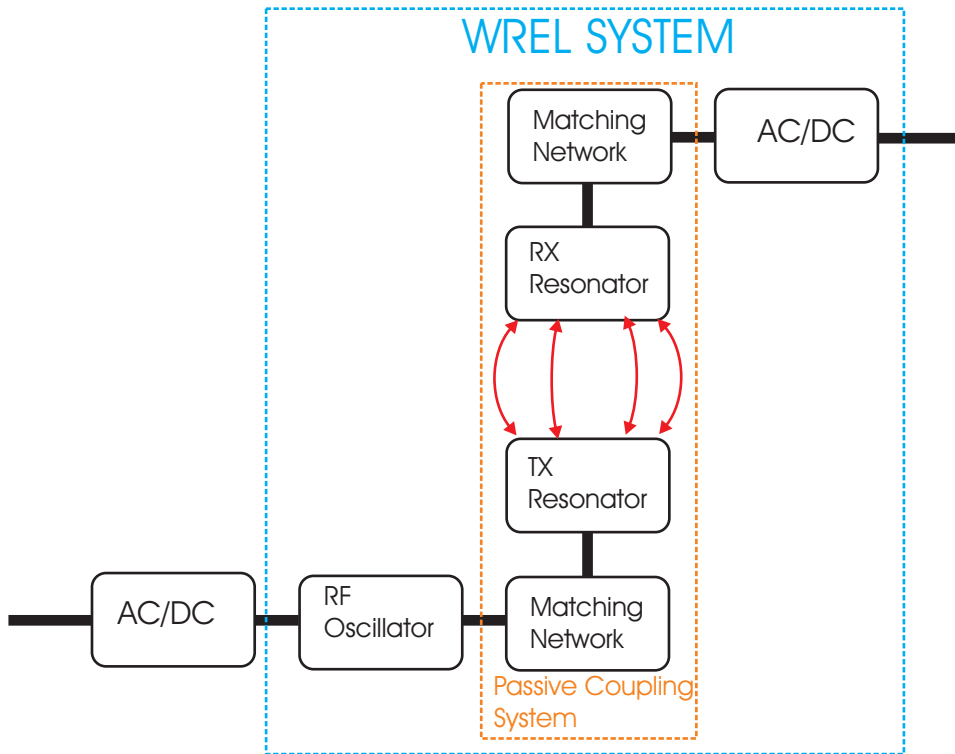 WREL SYSTEM
Matching
Network
AC/DC
RX
Resonator
TX
Resonator
AC/DC
RF
Oscillator
Matching
Network
Passive Coupling
System